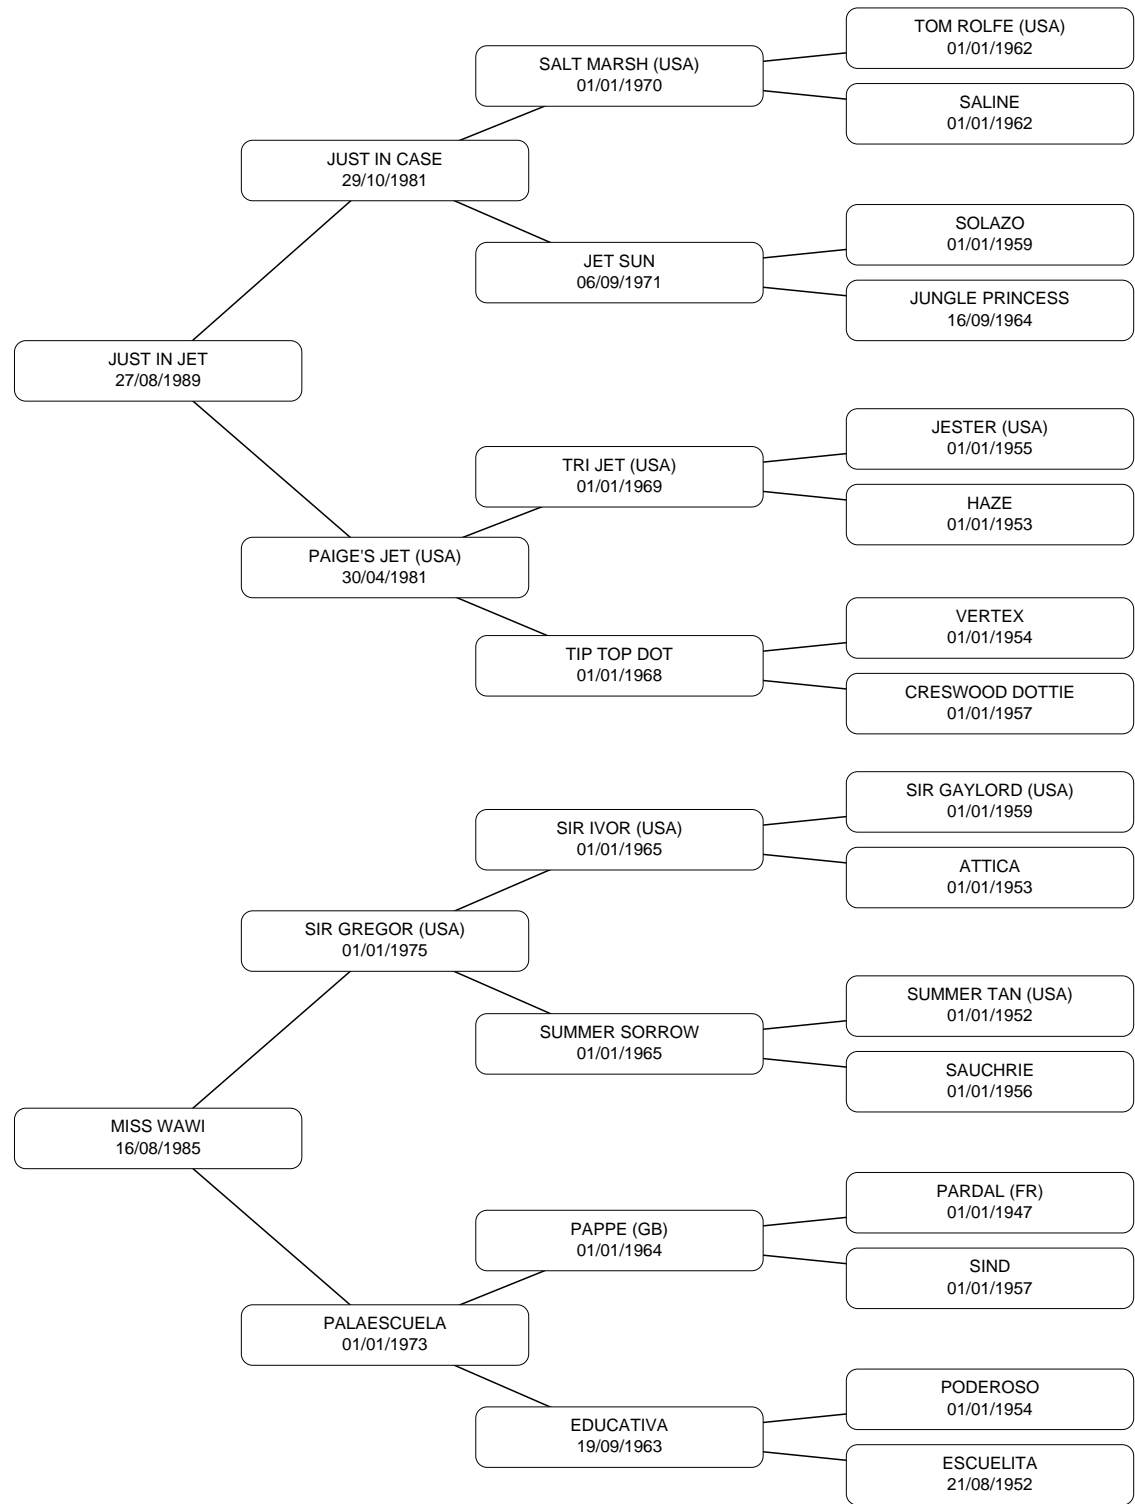 TOM ROLFE (USA)
01/01/1962
SALT MARSH (USA)
01/01/1970
SALINE
01/01/1962
JUST IN CASE
29/10/1981
SOLAZO
01/01/1959
JET SUN
06/09/1971
JUNGLE PRINCESS
16/09/1964
JUST IN JET
27/08/1989
JESTER (USA)
01/01/1955
TRI JET (USA)
01/01/1969
HAZE
01/01/1953
PAIGE'S JET (USA)
30/04/1981
VERTEX
01/01/1954
TIP TOP DOT
01/01/1968
CRESWOOD DOTTIE
01/01/1957
SIR GAYLORD (USA)
01/01/1959
SIR IVOR (USA)
01/01/1965
ATTICA
01/01/1953
SIR GREGOR (USA)
01/01/1975
SUMMER TAN (USA)
01/01/1952
SUMMER SORROW
01/01/1965
SAUCHRIE
01/01/1956
MISS WAWI
16/08/1985
PARDAL (FR)
01/01/1947
PAPPE (GB)
01/01/1964
SIND
01/01/1957
PALAESCUELA
01/01/1973
PODEROSO
01/01/1954
EDUCATIVA
19/09/1963
ESCUELITA
21/08/1952